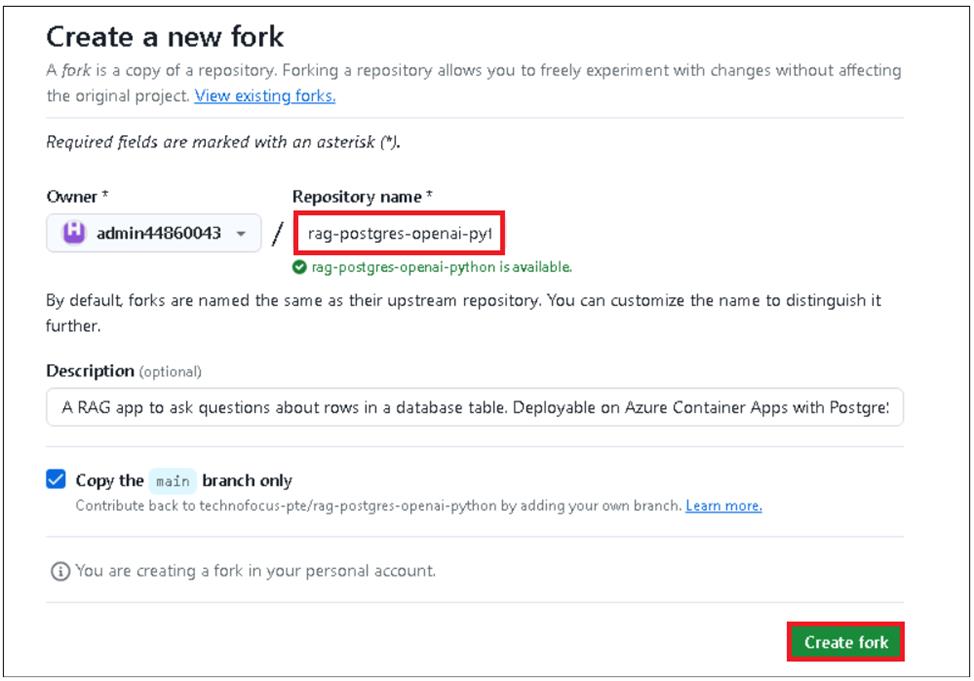 Create a new fork
A fork is a copy of a repository. Forking a repository allows you to freely experiment with changes without affecting
the original project. View existing forks.
Required fields are marked with an asterisk (*).
Owner * Repository name *
admin44860043 / rag-postgres-openai-pyt
rag-postgres-openai-python is available.
By default, forks are named the same as their upstream repository. You can customize the name to distinguish it
further.
Description (optional)
A RAG app to ask questions about rows in a database table. Deployable on Azure Container Apps with PostgreS
Copy the main branch only
Contribute back to technofocus-pte/rag-postgres-openai-python by adding your own branch. Learn more.
You are creating a fork in your personal account.
Create fork